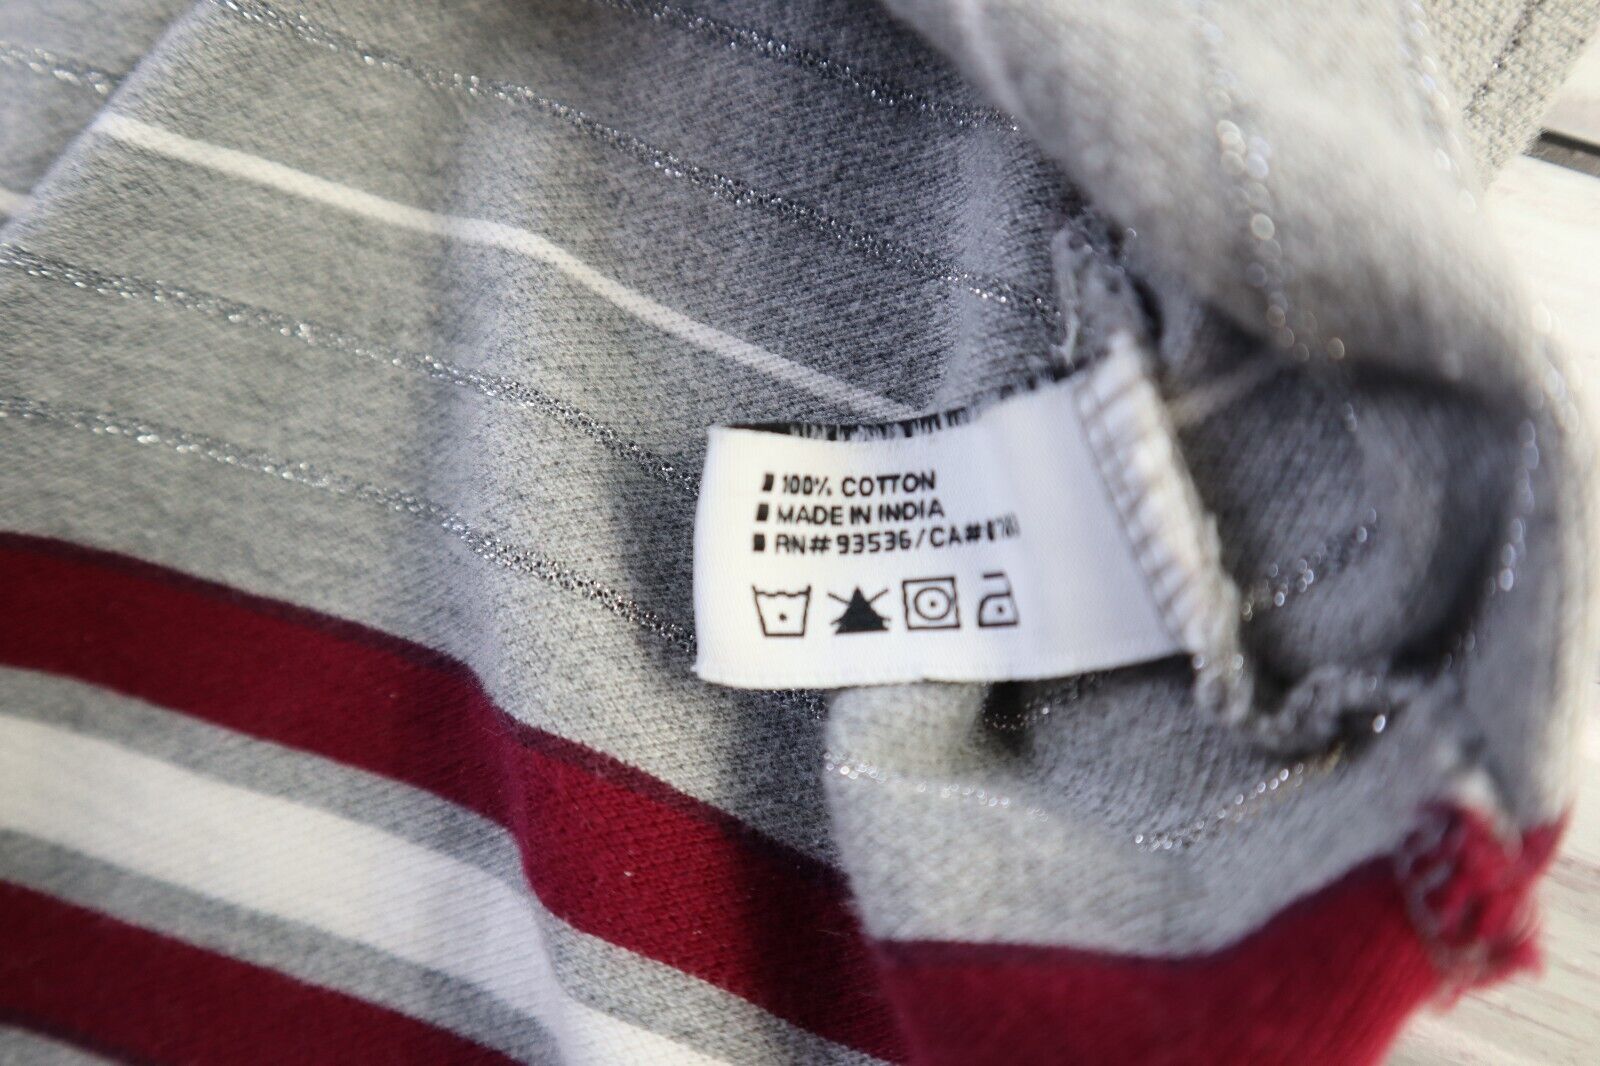 100% COTTON
MADE IN INDIA
RN# 93536/CA#